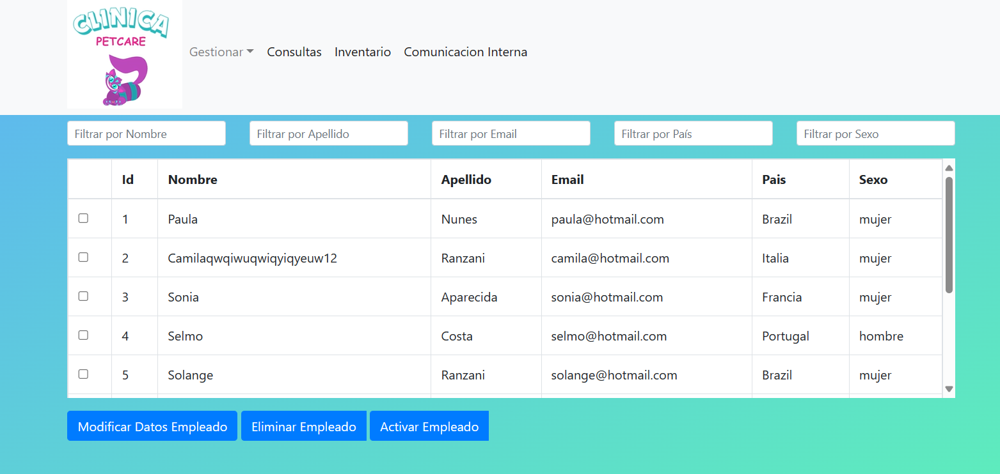 CLINICA
PETCARE
Gestionar Consultas Inventario Comunicacion Interna
Filtrar por Nombre Filtrar por Apellido Filtrar por Email Filtrar por País Filtrar por Sexo
Id Nombre Apellido Email Pais Sexo
1 Paula Nunes paula@hotmail.com Brazil mujer
2 Camilaqwqiwuqwiqyiqyeuw12 Ranzani camila@hotmail.com Italia mujer
3 Sonia Aparecida sonia@hotmail.com Francia mujer
4 Selmo Costa selmo@hotmail.com Portugal hombre
5 Solange Ranzani solange@hotmail.com Brazil mujer
Modificar Datos Empleado Eliminar Empleado Activar Empleado